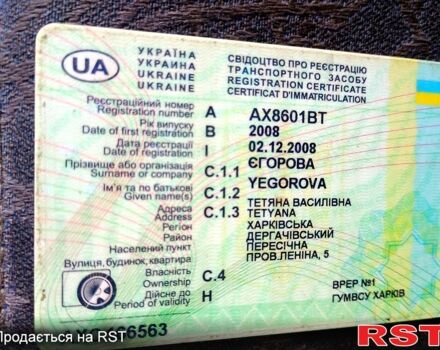 UA
УКРАЇНА
УКРАИНА
UKRAINE
UKRAINE
СВІДОЦТВО ПРО РЕЄСТРАЦІЮ
ТРАНСПОРТНОГО ЗАСОБУ
REGISTRATION CERTIFICATE
CERTIFICAT D'IMMATRICULATION
Реєстраційний номер
Registration number A AX8601BT
Рік випуску
Date of first registration B 2008
Дата реєстрації I 02.12.2008
Прізвище або організація ЄГОРОВА
Surname or company C.1.1 YEGOROVA
Ім'я та по батькові
Given name(s) C.1.2 ТЕТЯНА ВАСИЛІВНА
TETYANA
Адреса C.1.3 ХАРКІВСЬКА
Address
Регіон ДЕРГАЧІВСЬКИЙ
Район ПЕРЕСІЧНА
Населений пункт ПРОВ.ЛЕНІНА, 5
Вулиця, будинок, квартира
Власність C.4
Ownership
Дійсне до H
Period of validity
ВРЕР №1
ГУМВСУ ХАРКІВ
6563
Продається на RST
RST